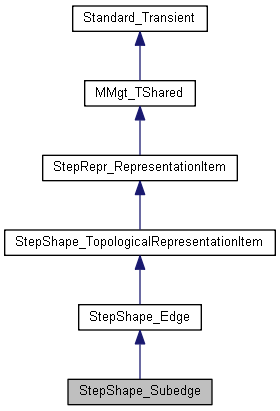 Standard_Transient
MMgt_TShared
StepRepr_RepresentationItem
StepShape_TopologicalRepresentationItem
StepShape_Edge
StepShape_Subedge